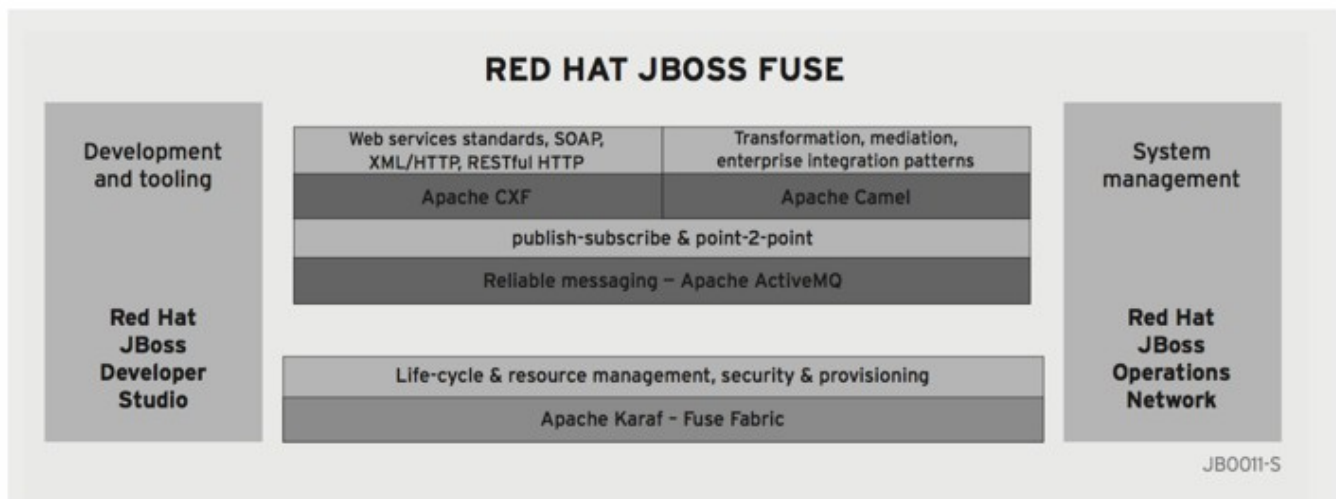 RED HAT JBOSS FUSE
Development
and tooling
Red Hat
JBoss
Developer
Studio
Web services standards, SOAP,
XML/HTTP, RESTful HTTP
Apache CXF
Transformation, mediation,
enterprise integration patterns
Apache Camel
publish-subscribe & point-2-point
Reliable messaging – Apache ActiveMQ
Life-cycle & resource management, security & provisioning
Apache Karaf – Fuse Fabric
System
management
Red Hat
JBoss
Operations
Network
JB0011-S